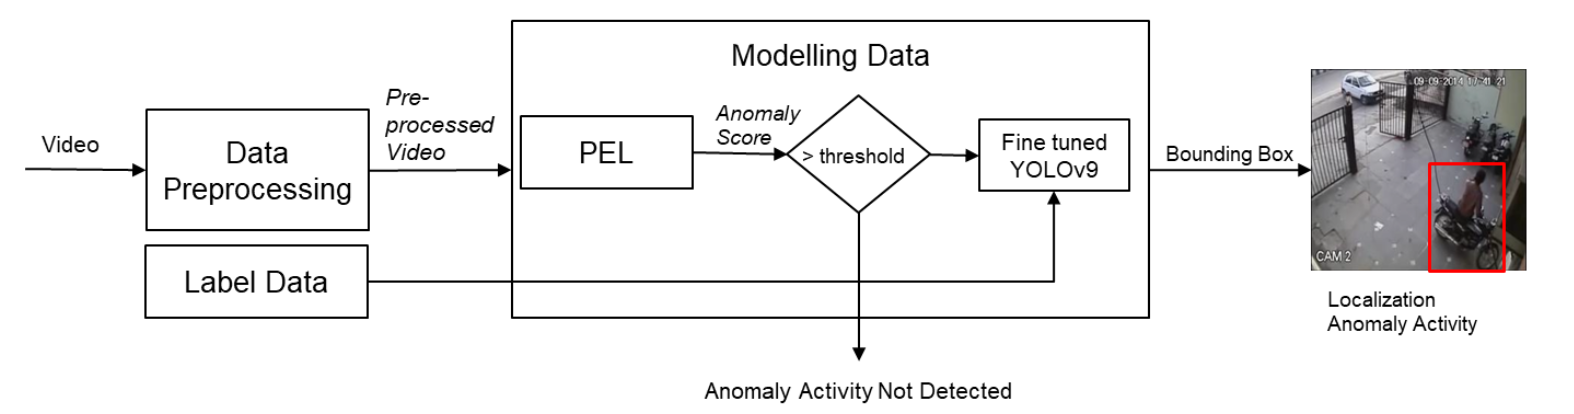 Modelling Data
Video
Data
Preprocessing
Pre-
processed
Video
PEL
Anomaly
Score
> threshold
Fine tuned
YOLOv9
Bounding Box
09-09-2014 17:41:21
CAM 2
Label Data
Localization
Anomaly Activity
Anomaly Activity Not Detected